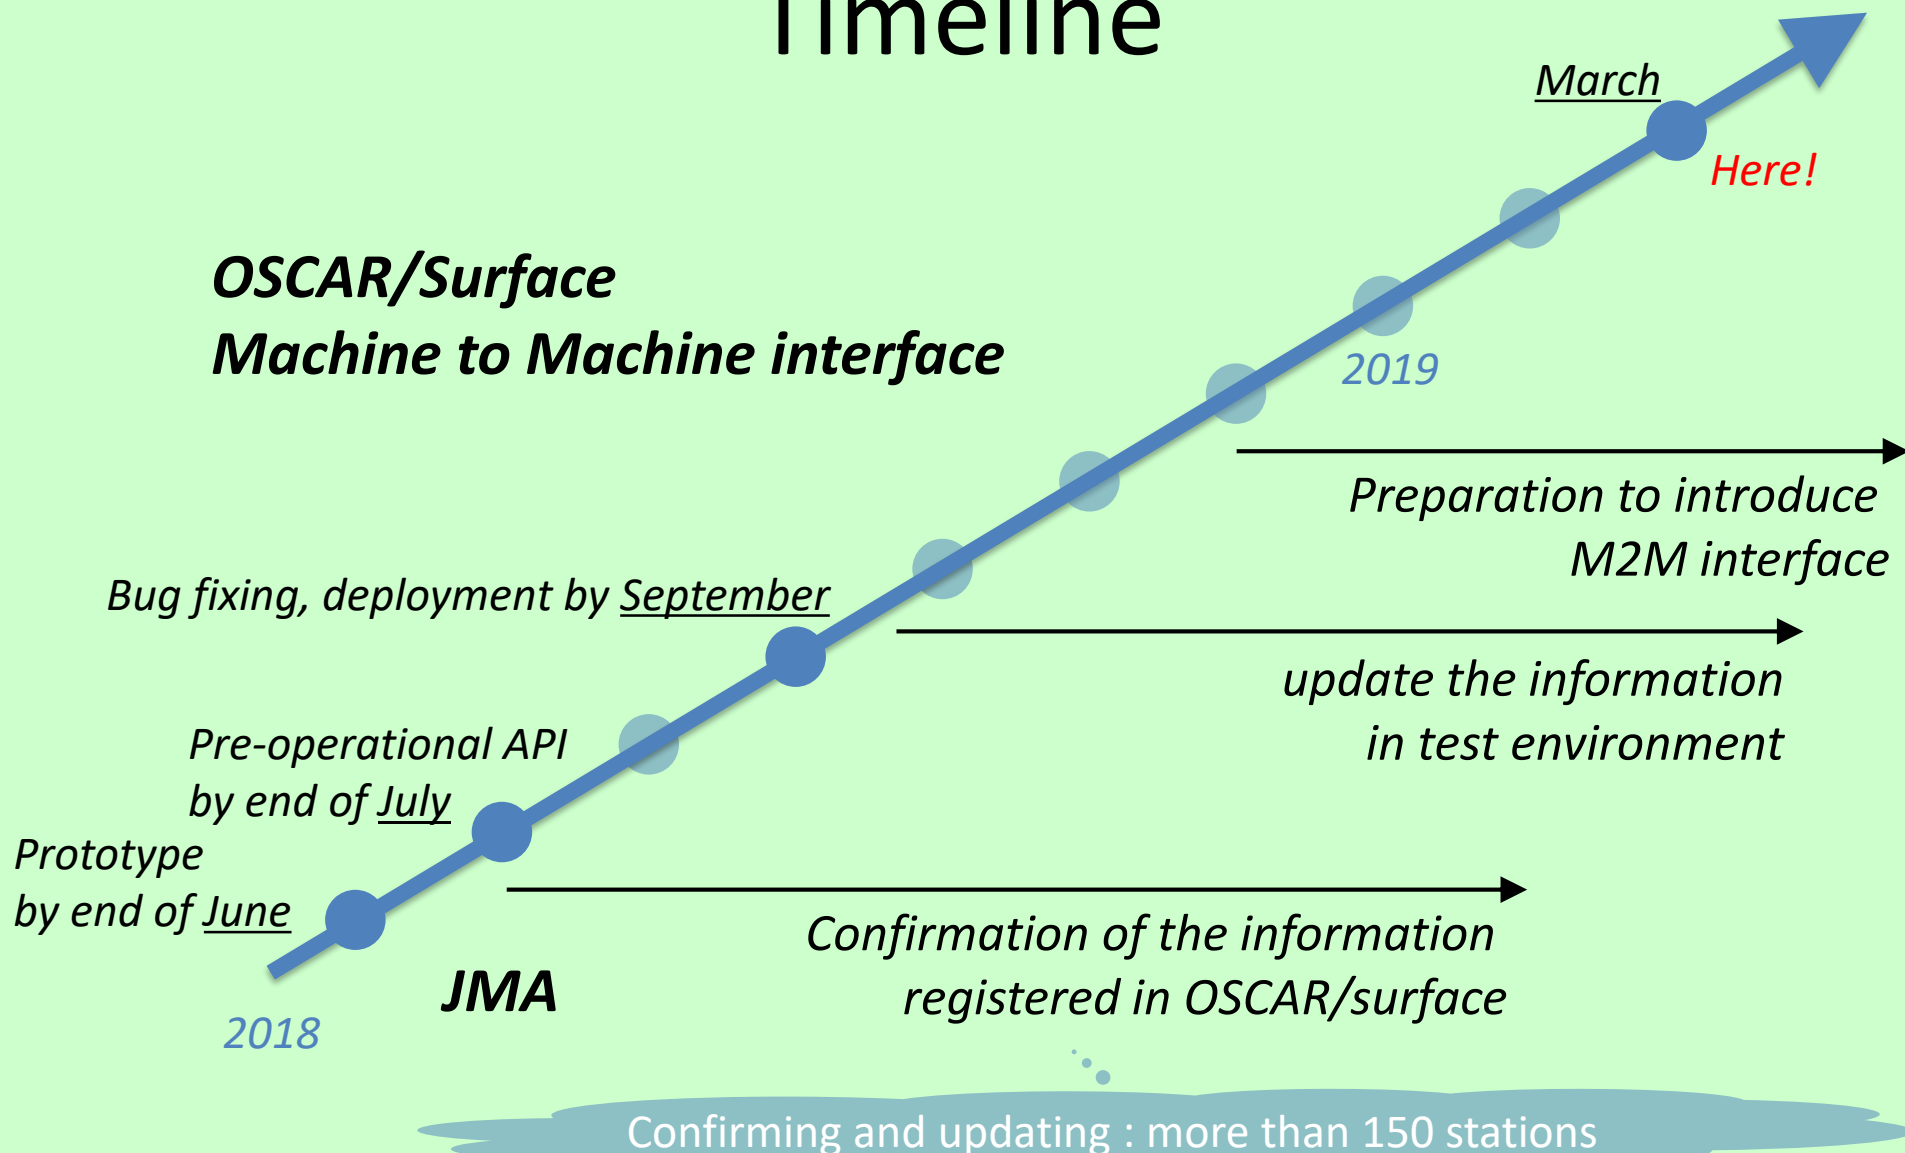 Timeline
March
Here!
OSCAR/Surface
Machine to Machine interface
2019
Preparation to introduce
M2M interface
Bug fixing, deployment by September
update the information
in test environment
Pre-operational API
by end of July
Prototype
by end of June
Confirmation of the information
registered in OSCAR/surface
JMA
2018
Confirming and updating : more than 150 stations